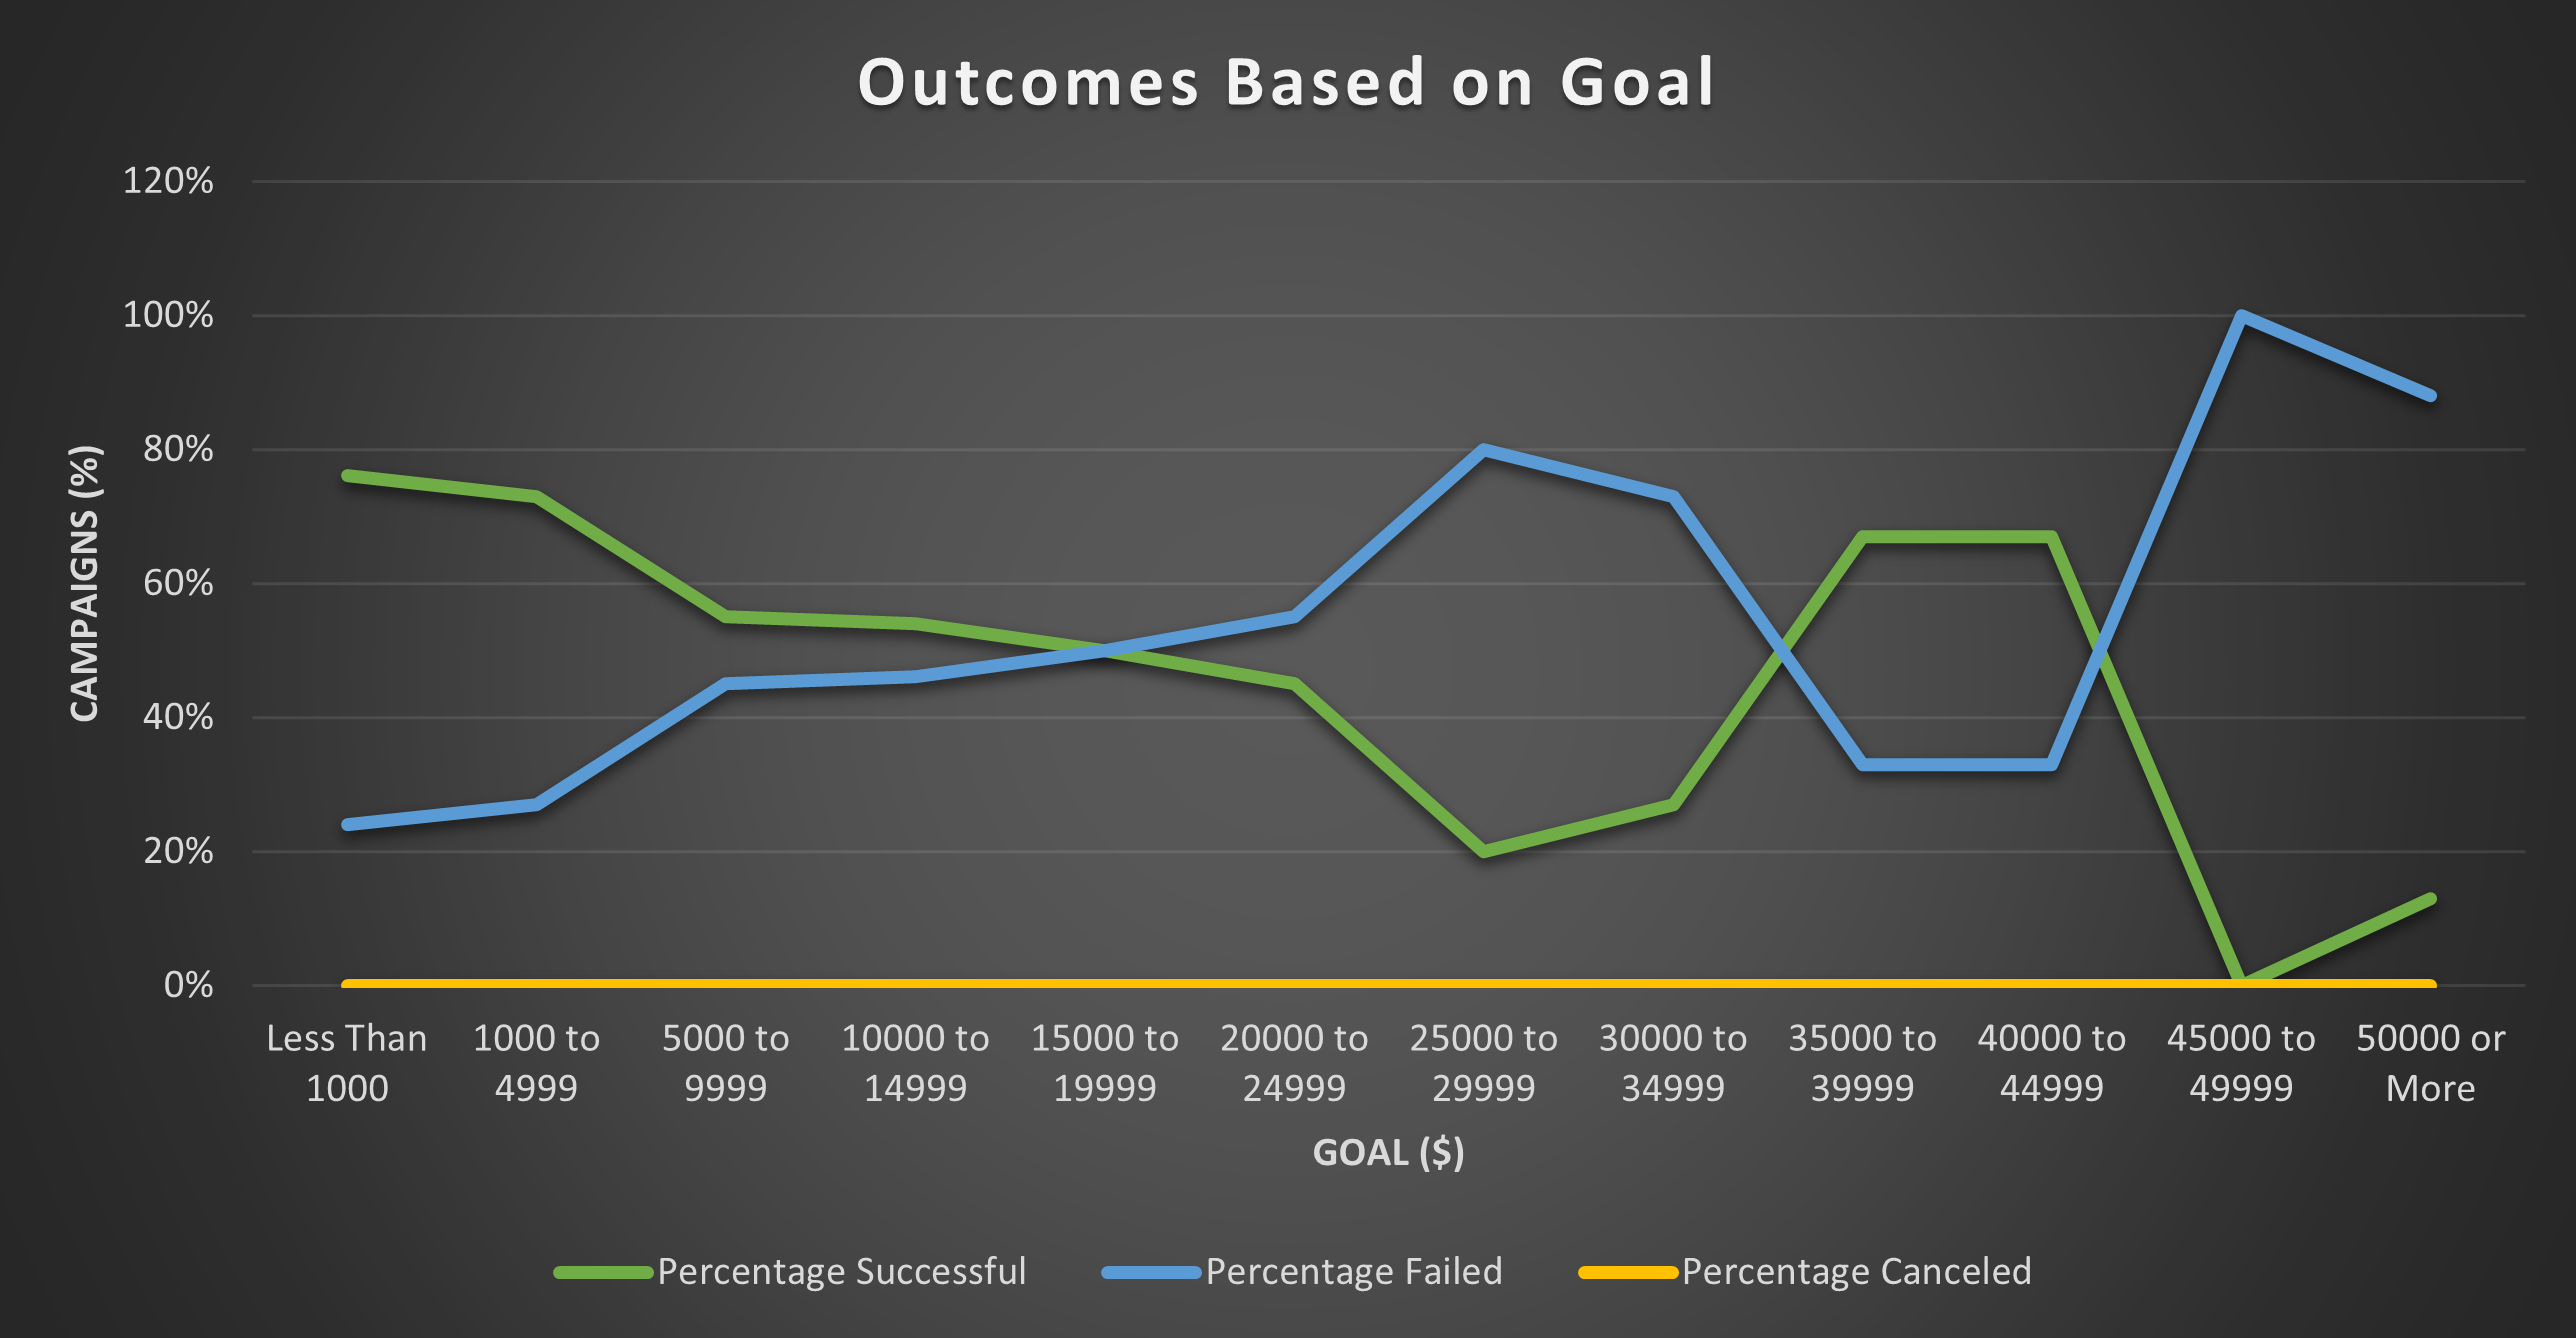 Outcomes Based on Goal
120%
100%
80%
60%
40%
20%
0%
CAMPAIGNS (%)
Less Than 1000
1000 to 4999
5000 to 9999
10000 to 14999
15000 to 19999
20000 to 24999
25000 to 29999
30000 to 34999
35000 to 39999
40000 to 44999
45000 to 49999
50000 or More
GOAL ($)
Percentage Successful
Percentage Failed
Percentage Canceled